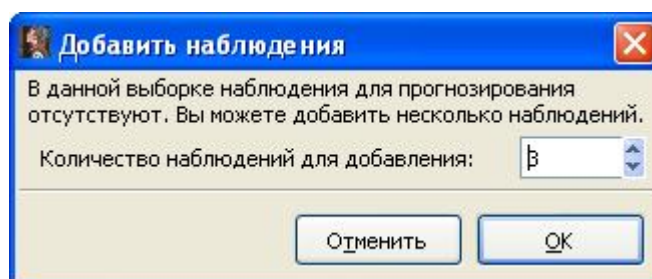 Добавить наблюдения
В данной выборке наблюдения для прогнозирования
отсутствуют. Вы можете добавить несколько наблюдений.
Количество наблюдений для добавления: 3
Отменить OK